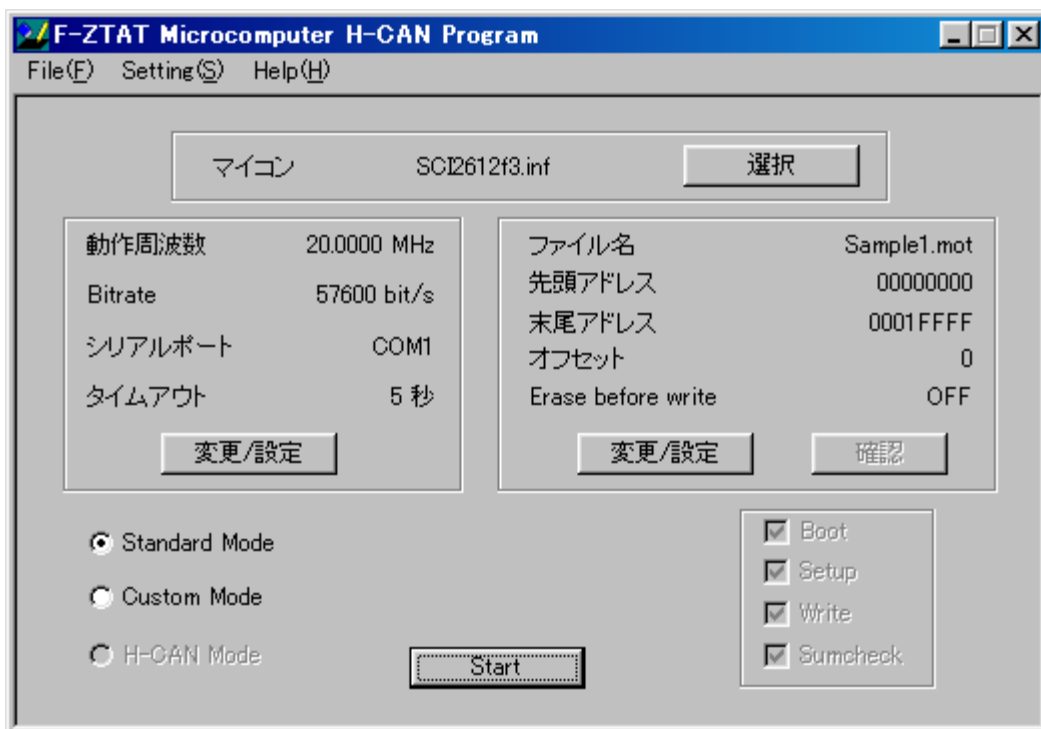 F-ZTAT Microcomputer H-CAN Program
File(F) Setting(S) Help(H)
マイコン SCI2612f3.inf 選択
動作周波数 20.0000 MHz
Bitrate 57600 bit/s
シリアルポート COM1
タイムアウト 5 秒
変更/設定
ファイル名 Sample1.mot
先頭アドレス 00000000
末尾アドレス 0001FFFF
オフセット 0
Erase before write OFF
変更/設定 確認
Standard Mode
Custom Mode
H-CAN Mode
Start
Boot
Setup
Write
Sumcheck